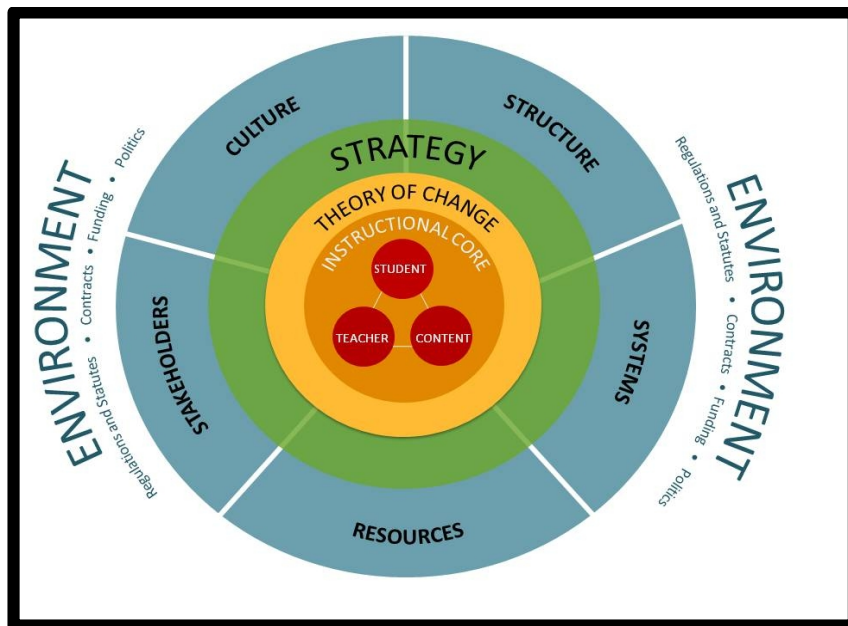 CULTURE
STRUCTURE
STRATEGY
THEORY OF CHANGE
INSTRUCTIONAL CORE
STUDENT
TEACHER
CONTENT
STAKEHOLDERS
SYSTEMS
RESOURCES
ENVIRONMENT
Regulations and Statutes • Contracts • Funding • Politics
ENVIRONMENT
Regulations and Statutes • Contracts • Funding • Politics